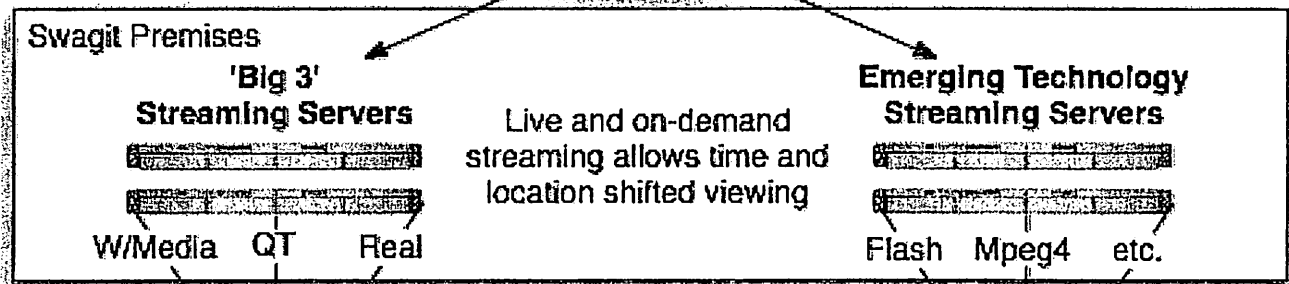 Swagit Premises
'Big 3'
Streaming Servers
Live and on-demand
streaming allows time and
location shifted viewing
Emerging Technology
Streaming Servers
W/Media QT Real
Flash Mpeg4 etc.